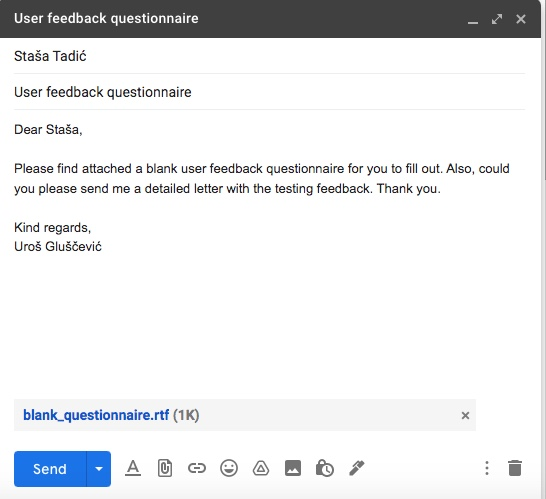 User feedback questionnaire
Staša Tadić
User feedback questionnaire
Dear Staša,
Please find attached a blank user feedback questionnaire for you to fill out. Also, could
you please send me a detailed letter with the testing feedback. Thank you.
Kind regards,
Uroš Gluščević
blank_questionnaire.rtf (1K)
Send